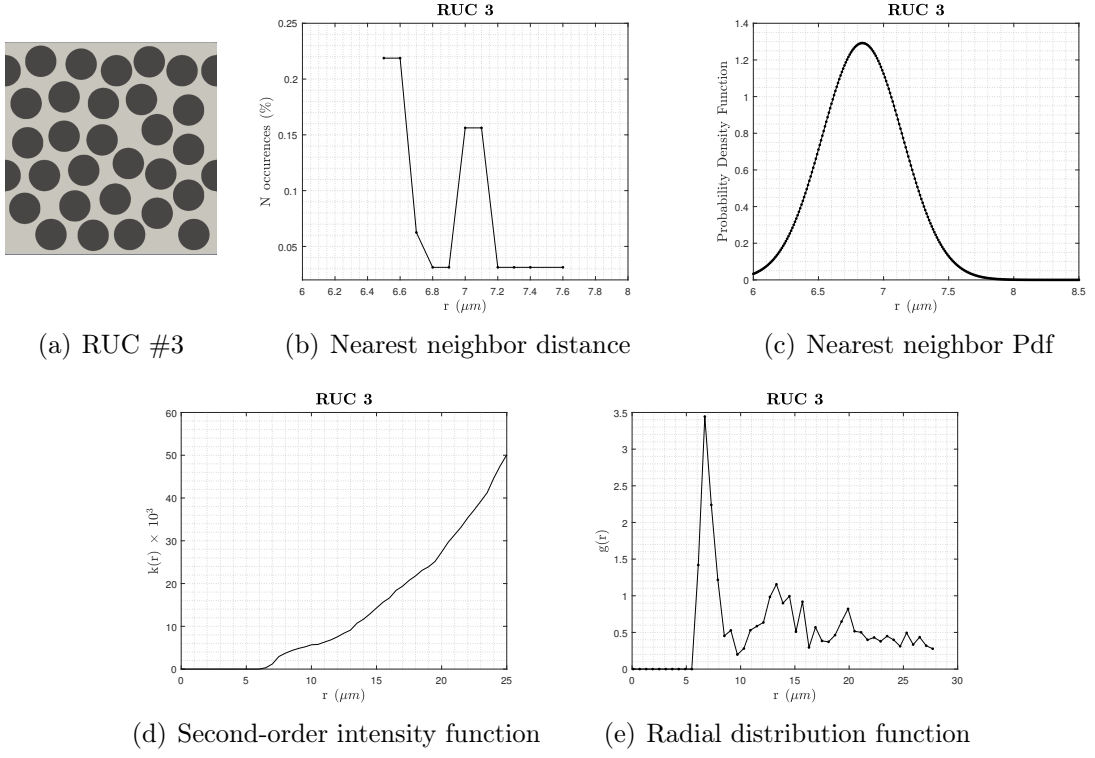 RUC 3
RUC 3
0.25
0.2
0.15
0.1
0.05
N occurences (%)
6 6.2 6.4 6.6 6.8 7 7.2 7.4 7.6 7.8 8
r (μm)
1.4
1.2
1
0.8
0.6
0.4
0.2
0
Probability Density Function
6 6.5 7 7.5 8 8.5
r (μm)
(a) RUC #3
(b) Nearest neighbor distance
(c) Nearest neighbor Pdf
RUC 3
RUC 3
60
50
40
30
20
10
0
k(r) × 10³
0 5 10 15 20 25
r (μm)
3.5
3
2.5
2
1.5
1
0.5
0
g(r)
0 5 10 15 20 25 30
r (μm)
(d) Second-order intensity function
(e) Radial distribution function